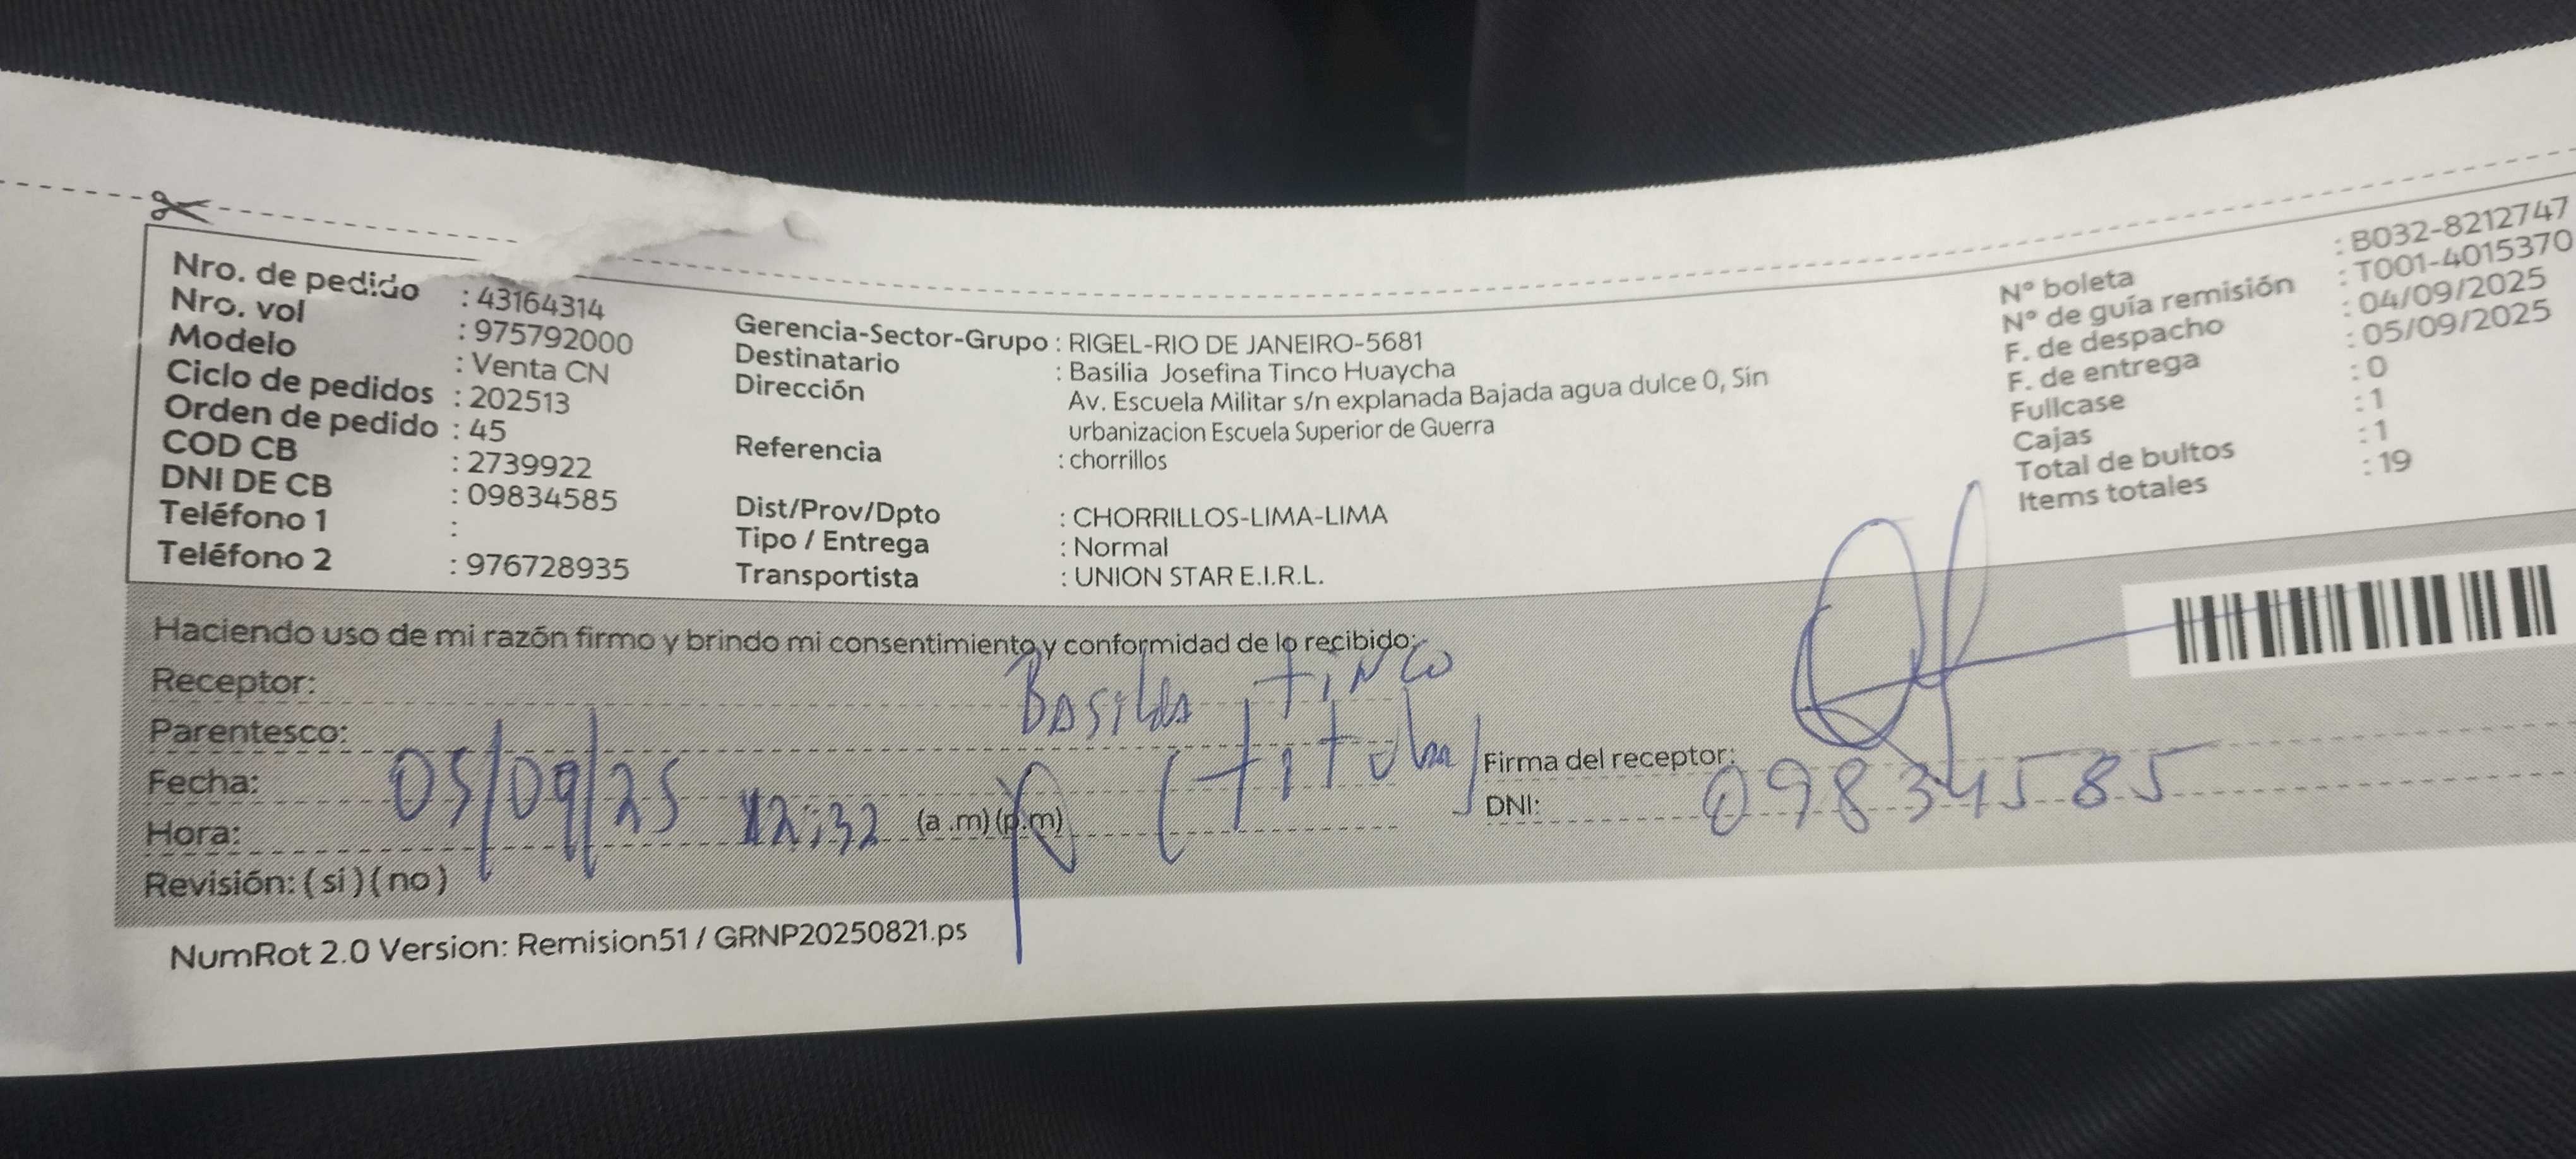 Nro. de pedido : 43164314
Nro. vol : 975792000
Modelo : Venta CN
Ciclo de pedidos : 202513
Orden de pedido : 45
COD CB : 2739922
DNI DE CB : 09834585
Teléfono 1 :
Teléfono 2 : 976728935
Gerencia-Sector-Grupo : RIGEL-RIO DE JANEIRO-5681
Destinatario : Basilia Josefina Tinco Huaycha
Dirección Av. Escuela Militar s/n explanada Bajada agua dulce 0, Sin
urbanizacion Escuela Superior de Guerra
Referencia : chorrillos
Dist/Prov/Dpto : CHORRILLOS-LIMA-LIMA
Tipo / Entrega : Normal
Transportista : UNION STAR E.I.R.L.
N° boleta : B032-8212747
N° de guía remisión : T001-4015370
F. de despacho : 04/09/2025
F. de entrega : 05/09/2025
Fullcase : 0
Cajas : 1
Total de bultos : 1
Items totales : 19
Haciendo uso de mi razón firmo y brindo mi consentimiento y conformidad de lo recibido:
Receptor: Basilia Tinco
Parentesco: (titular)
Fecha: 05/09/25
Hora: 12:32 (a .m) (p.m)
Revisión: ( si ) ( no )
Firma del receptor:
DNI: 09834585
NumRot 2.0 Version: Remision51 / GRNP20250821.ps